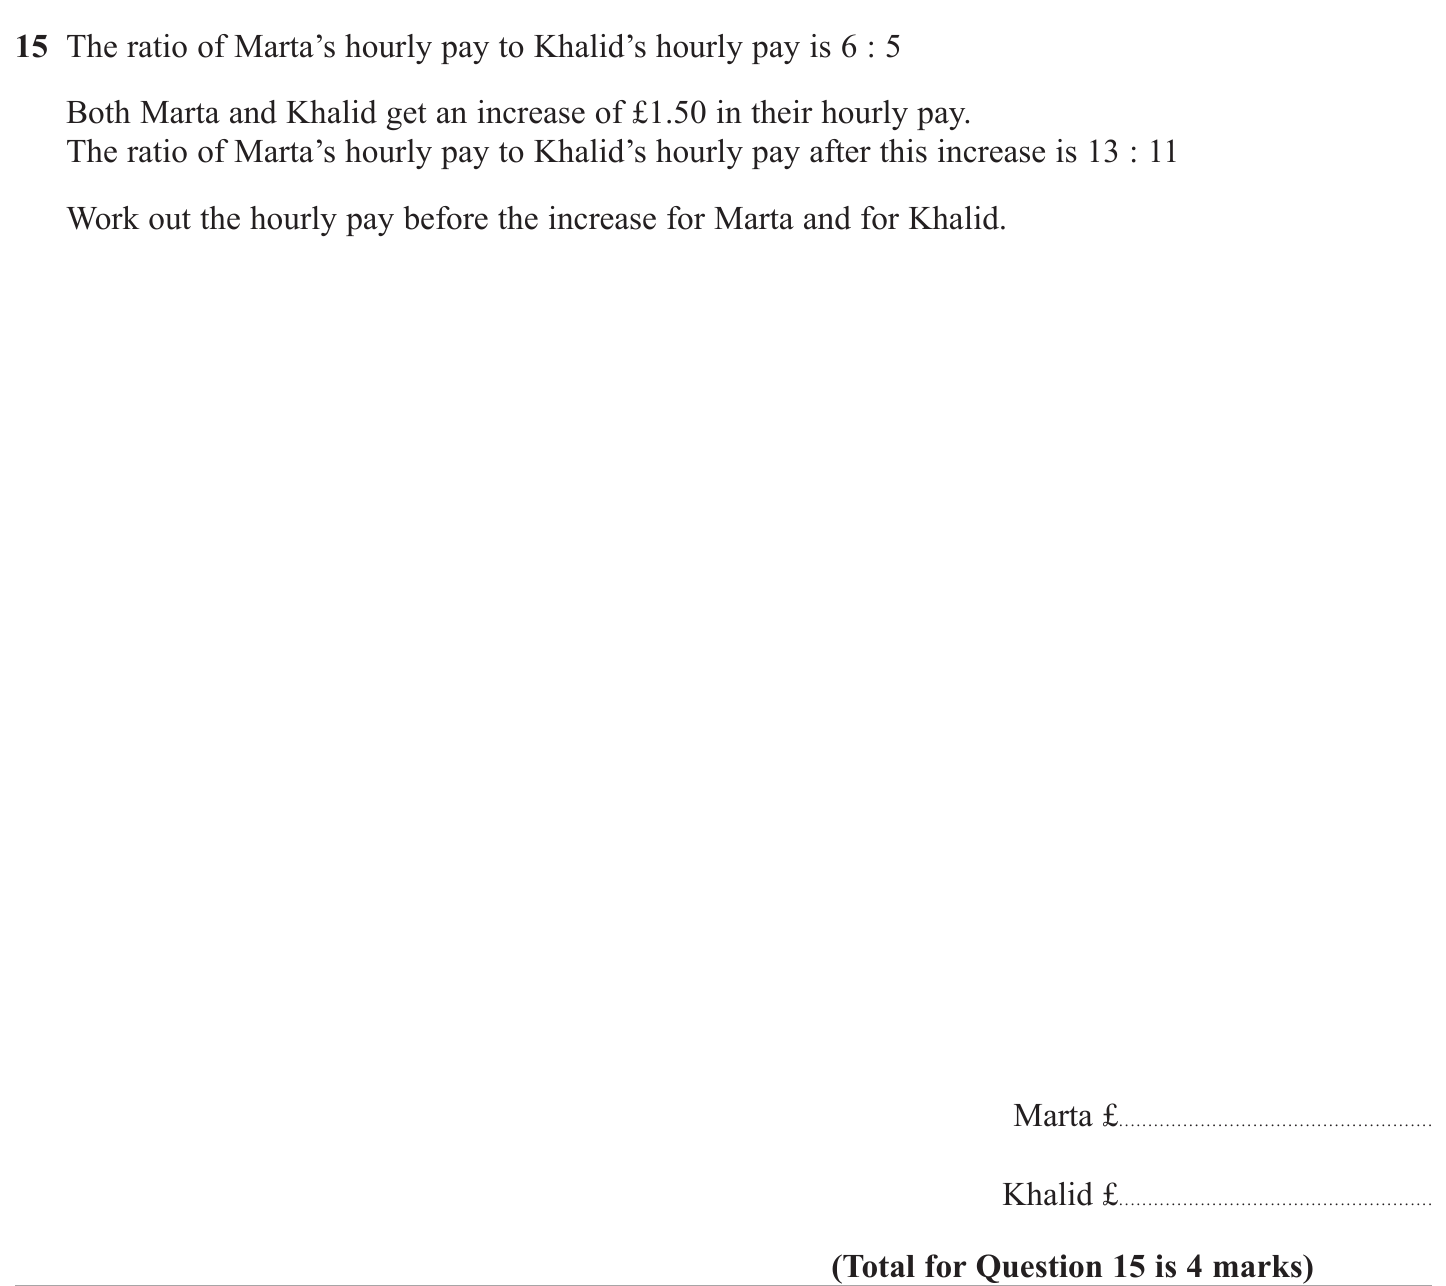 15 The ratio of Marta’s hourly pay to Khalid’s hourly pay is 6 : 5
Both Marta and Khalid get an increase of £1.50 in their hourly pay.
The ratio of Marta’s hourly pay to Khalid’s hourly pay after this increase is 13 : 11
Work out the hourly pay before the increase for Marta and for Khalid.
Marta £......................................................
Khalid £......................................................
(Total for Question 15 is 4 marks)